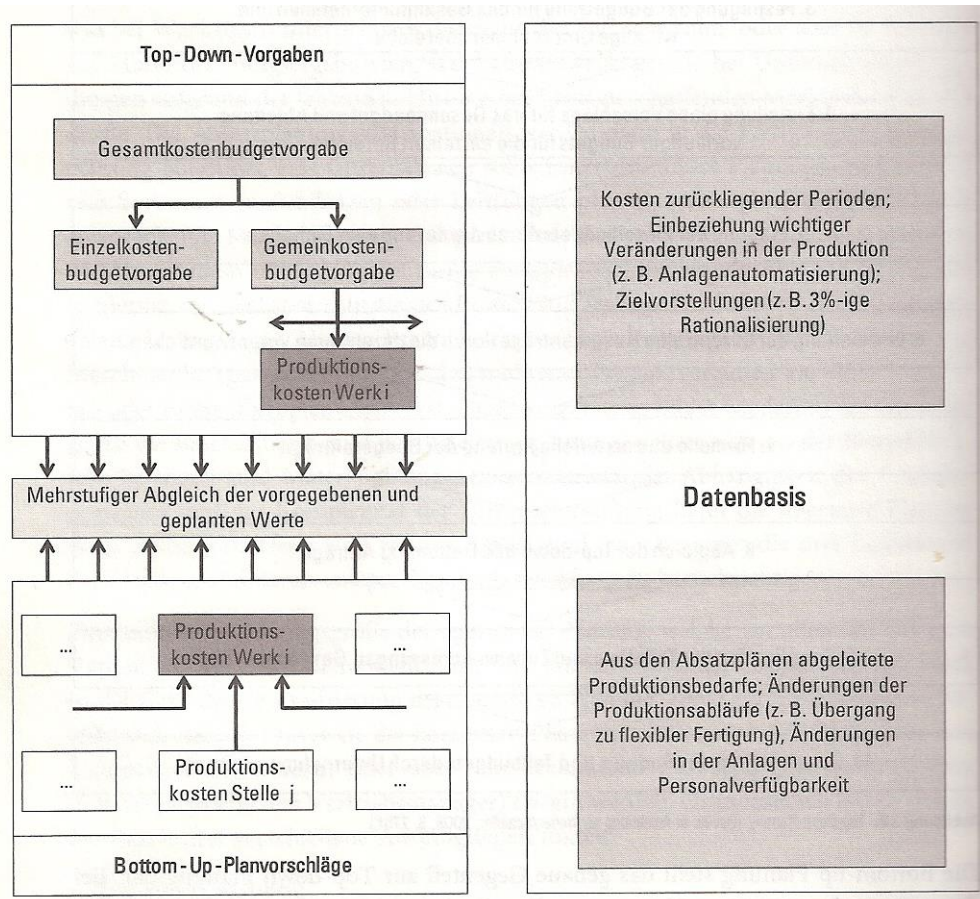 Top-Down-Vorgaben
Gesamtkostenbudgetvorgabe
Einzelkosten-
budgetvorgabe
Gemeinkosten-
budgetvorgabe
Produktions-
kosten Werk i
Mehrstufiger Abgleich der vorgegebenen und
geplanten Werte
...
Produktions-
kosten Werk i
...
...
Produktions-
kosten Stelle j
...
Bottom-Up-Planvorschläge
Kosten zurückliegender Perioden;
Einbeziehung wichtiger
Veränderungen in der Produktion
(z. B. Anlagenautomatisierung);
Zielvorstellungen (z. B. 3%-ige
Rationalisierung)
Datenbasis
Aus den Absatzplänen abgeleitete
Produktionsbedarfe; Änderungen der
Produktionsabläufe (z. B. Übergang
zu flexibler Fertigung), Änderungen
in der Anlagen und
Personalverfügbarkeit